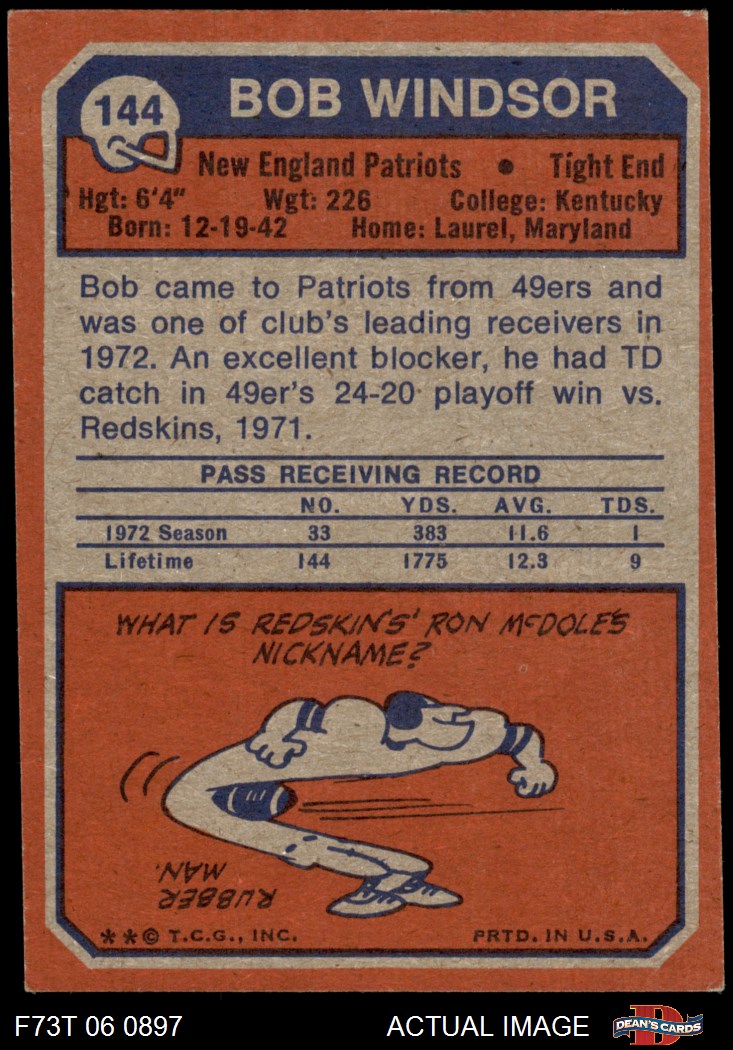 144
BOB WINDSOR
New England Patriots • Tight End
Hgt: 6'4" Wgt: 226 College: Kentucky
Born: 12-19-42 Home: Laurel, Maryland
Bob came to Patriots from 49ers and
was one of club's leading receivers in
1972. An excellent blocker, he had TD
catch in 49er's 24-20 playoff win vs.
Redskins, 1971.
PASS RECEIVING RECORD
NO. YDS. AVG. TDS.
1972 Season 33 383 11.6 1
Lifetime 144 1775 12.3 9
WHAT IS REDSKINS' RON McDOLE'S
NICKNAME?
RUBBER
MAN.
**© T.C.G., INC. PRTD. IN U.S.A.
F73T 06 0897 ACTUAL IMAGE
D
DEAN'S CARDS